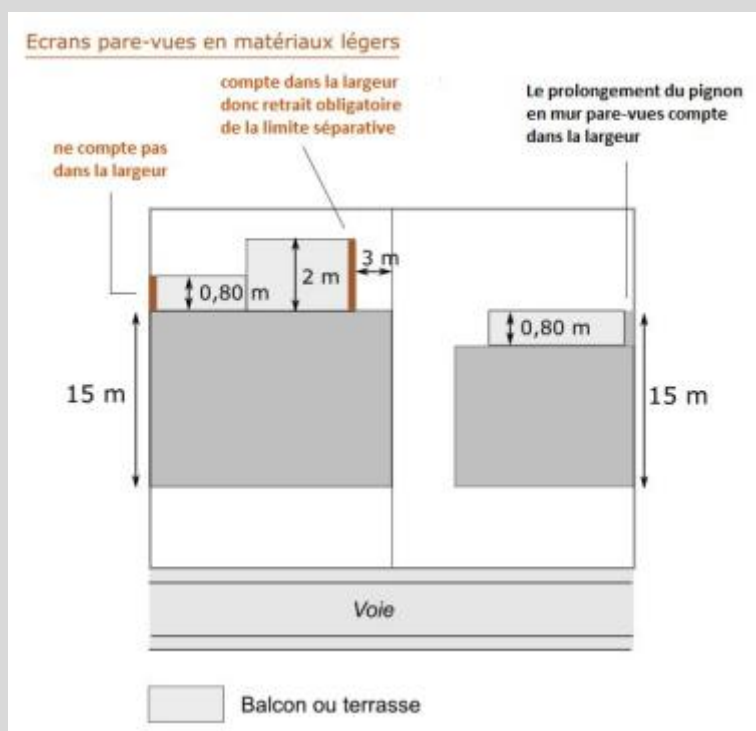 Ecrans pare-vues en matériaux légers
compte dans la largeur
donc retrait obligatoire
de la limite séparative
Le prolongement du pignon
en mur pare-vues compte
dans la largeur
ne compte pas
dans la largeur
3 m
2 m
0,80 m
0,80 m
15 m
15 m
Voie
Balcon ou terrasse